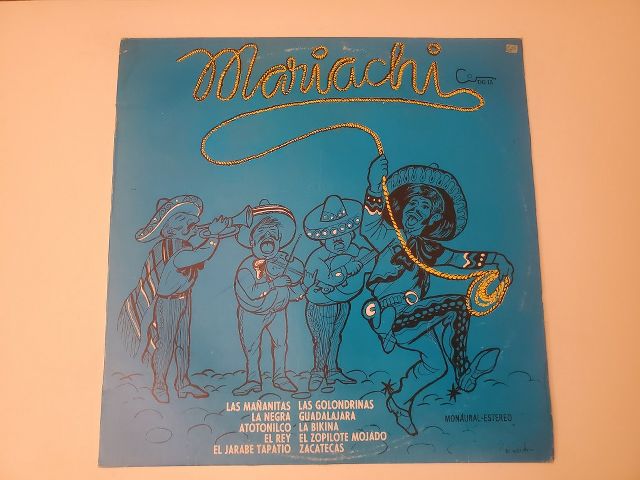 Mariachi
LAS MAÑANITAS LAS GOLONDRINAS
LA NEGRA GUADALAJARA
ATOTONILCO LA BIKINA
EL REY EL ZOPILOTE MOJADO
EL JARABE TAPATIO ZACATECAS
MONAURAL-ESTEREO